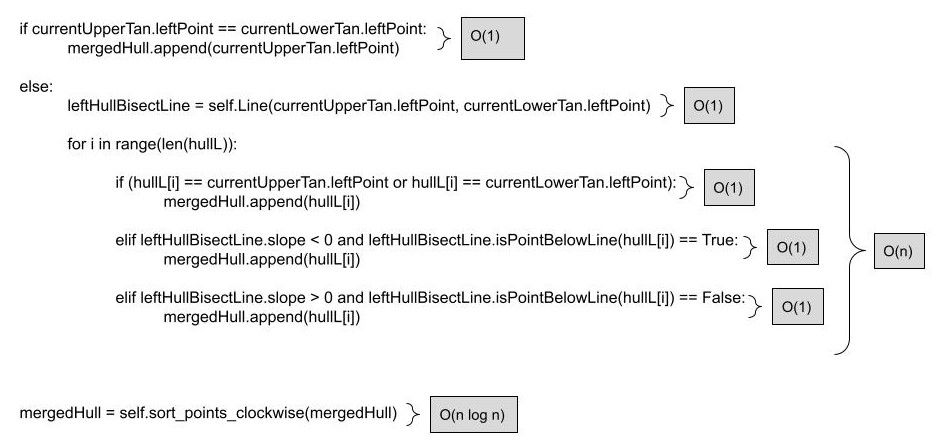 if currentUpperTan.leftPoint == currentLowerTan.leftPoint:
mergedHull.append(currentUpperTan.leftPoint)
O(1)
else:
leftHullBisectLine = self.Line(currentUpperTan.leftPoint, currentLowerTan.leftPoint)
O(1)
for i in range(len(hullL)):
if (hullL[i] == currentUpperTan.leftPoint or hullL[i] == currentLowerTan.leftPoint):
mergedHull.append(hullL[i])
O(1)
elif leftHullBisectLine.slope < 0 and leftHullBisectLine.isPointBelowLine(hullL[i]) == True:
mergedHull.append(hullL[i])
O(1)
elif leftHullBisectLine.slope > 0 and leftHullBisectLine.isPointBelowLine(hullL[i]) == False:
mergedHull.append(hullL[i])
O(1)
O(n)
mergedHull = self.sort_points_clockwise(mergedHull)
O(n log n)